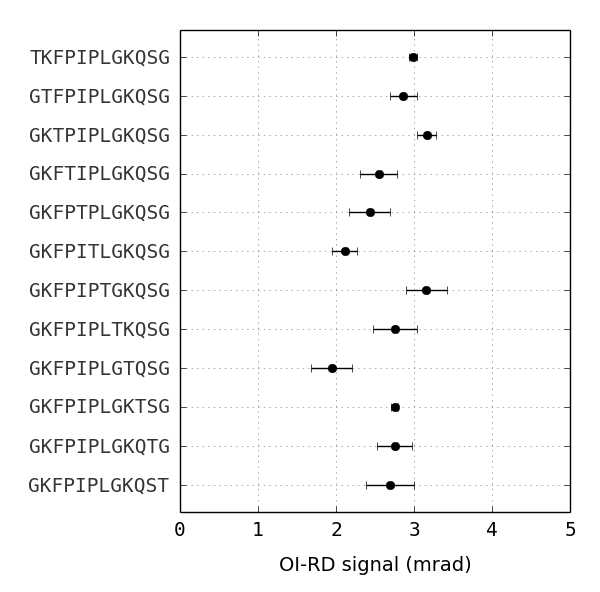 TKFPIPLGKQSG
GTFPIPLGKQSG
GKTPIPLGKQSG
GKFTIPLGKQSG
GKFPTPLGKQSG
GKFPITLGKQSG
GKFPIPTGKQSG
GKFPIPLTKQSG
GKFPIPLGTQSG
GKFPIPLGKTSG
GKFPIPLGKQTG
GKFPIPLGKQST
0 1 2 3 4 5
OI-RD signal (mrad)